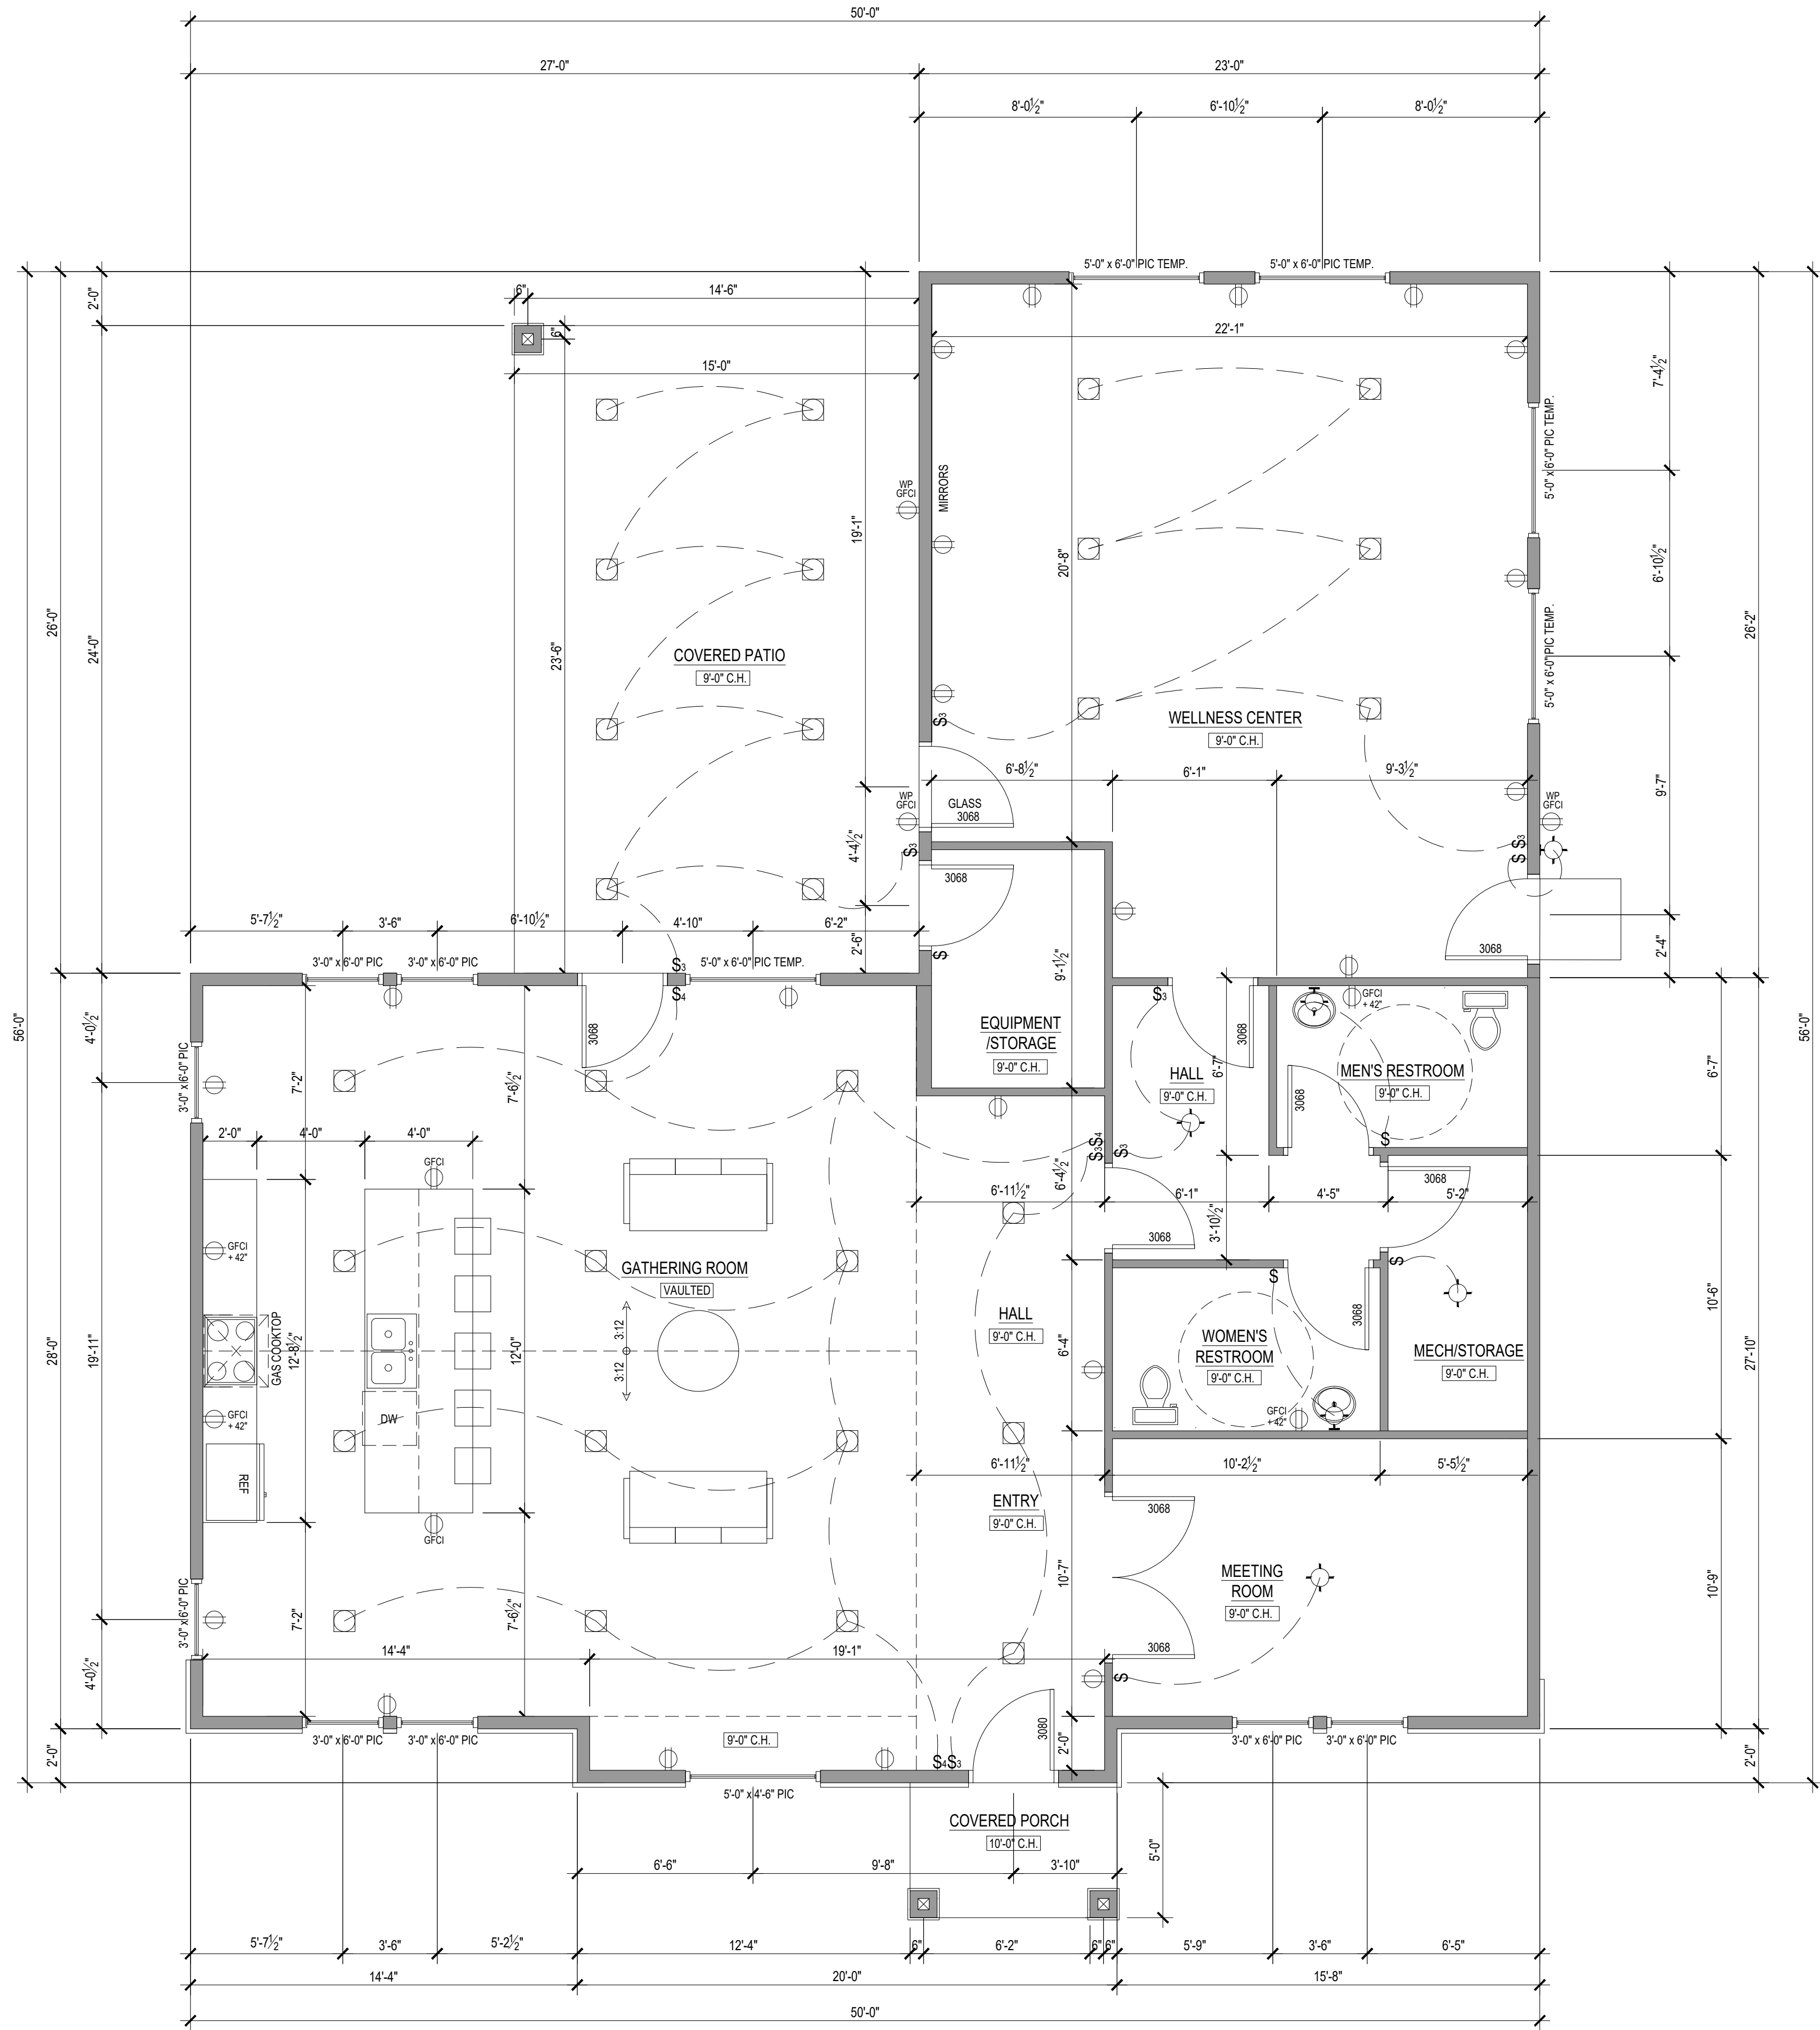 50'-0"
27'-0"
23'-0"
8'-0½"
6'-10½"
8'-0½"
5'-0" x 6'-0" PIC TEMP.
5'-0" x 6'-0" PIC TEMP.
2'-0"
6"
14'-6"
6"
22'-1"
15'-0"
7'-4½"
5'-0" x 6'-0" PIC TEMP.
MIRRORS
WP
GFCI
19'-1"
20'-8"
6'-10½"
26'-0"
24'-0"
23'-6"
COVERED PATIO
9'-0" C.H.
5'-0" x 6'-0" PIC TEMP.
26'-2"
WELLNESS CENTER
9'-0" C.H.
$3
6'-8½"
6'-1"
9'-3½"
9'-7"
GLASS
3068
WP
GFCI
WP
GFCI
4'-4½"
$3
$3
$
3068
5'-7½"
3'-6"
6'-10½"
4'-10"
6'-2"
2'-6"
$
3068
2'-4"
3'-0" x 6'-0" PIC
3'-0" x 6'-0" PIC
$3
5'-0" x 6'-0" PIC TEMP.
9'-1½"
$4
$3
GFCI
+ 42"
56'-0"
4'-0½"
3'-0" x 6'-0" PIC
7'-2"
7'-6½"
3068
EQUIPMENT
/STORAGE
9'-0" C.H.
3068
56'-0"
HALL
9'-0" C.H.
6'-7"
MEN'S RESTROOM
9'-0" C.H.
3068
6'-7"
2'-0"
4'-0"
4'-0"
$4
$3
$3
$
GFCI
6'-4½"
3068
6'-11½"
6'-1"
4'-5"
5'-2"
3'-10½"
3068
GFCI
+ 42"
GATHERING ROOM
VAULTED
$
$
GAS COOKTOP
12'-8½"
12'-0"
3:12
3:12
HALL
9'-0" C.H.
3068
10'-6"
28'-0"
19'-11"
6'-4"
WOMEN'S
RESTROOM
9'-0" C.H.
MECH/STORAGE
9'-0" C.H.
27'-10"
GFCI
+ 42"
DW
GFCI
+ 42"
REF
6'-11½"
10'-2½"
5'-5½"
ENTRY
9'-0" C.H.
3068
GFCI
10'-7"
MEETING
ROOM
9'-0" C.H.
10'-9"
3'-0" x 6'-0" PIC
7'-2"
7'-6½"
4'-0½"
14'-4"
19'-1"
3068
$
3'-0" x 6'-0" PIC
3'-0" x 6'-0" PIC
9'-0" C.H.
3080
2'-0"
3'-0" x 6'-0" PIC
3'-0" x 6'-0" PIC
2'-0"
2'-0"
$4
$3
5'-0" x 4'-6" PIC
COVERED PORCH
10'-0" C.H.
5'-0"
6'-6"
9'-8"
3'-10"
5'-7½"
3'-6"
5'-2½"
12'-4"
6"
6'-2"
6"
6"
5'-9"
3'-6"
6'-5"
14'-4"
20'-0"
15'-8"
50'-0"